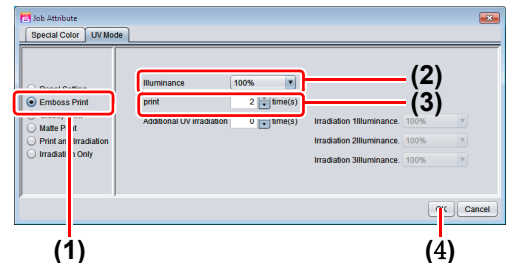 Job Attribute
Special Color UV Mode
Illuminance 100% (2)
Emboss Print print 2 time(s) (3)
Additional UV Irradiation 0 time(s) Irradiation 1Illuminance. 100%
Matte Print
Print and Irradiation Irradiation 2Illuminance. 100%
Irradiation Only Irradiation 3Illuminance. 100%
Cancel
(1) (4)